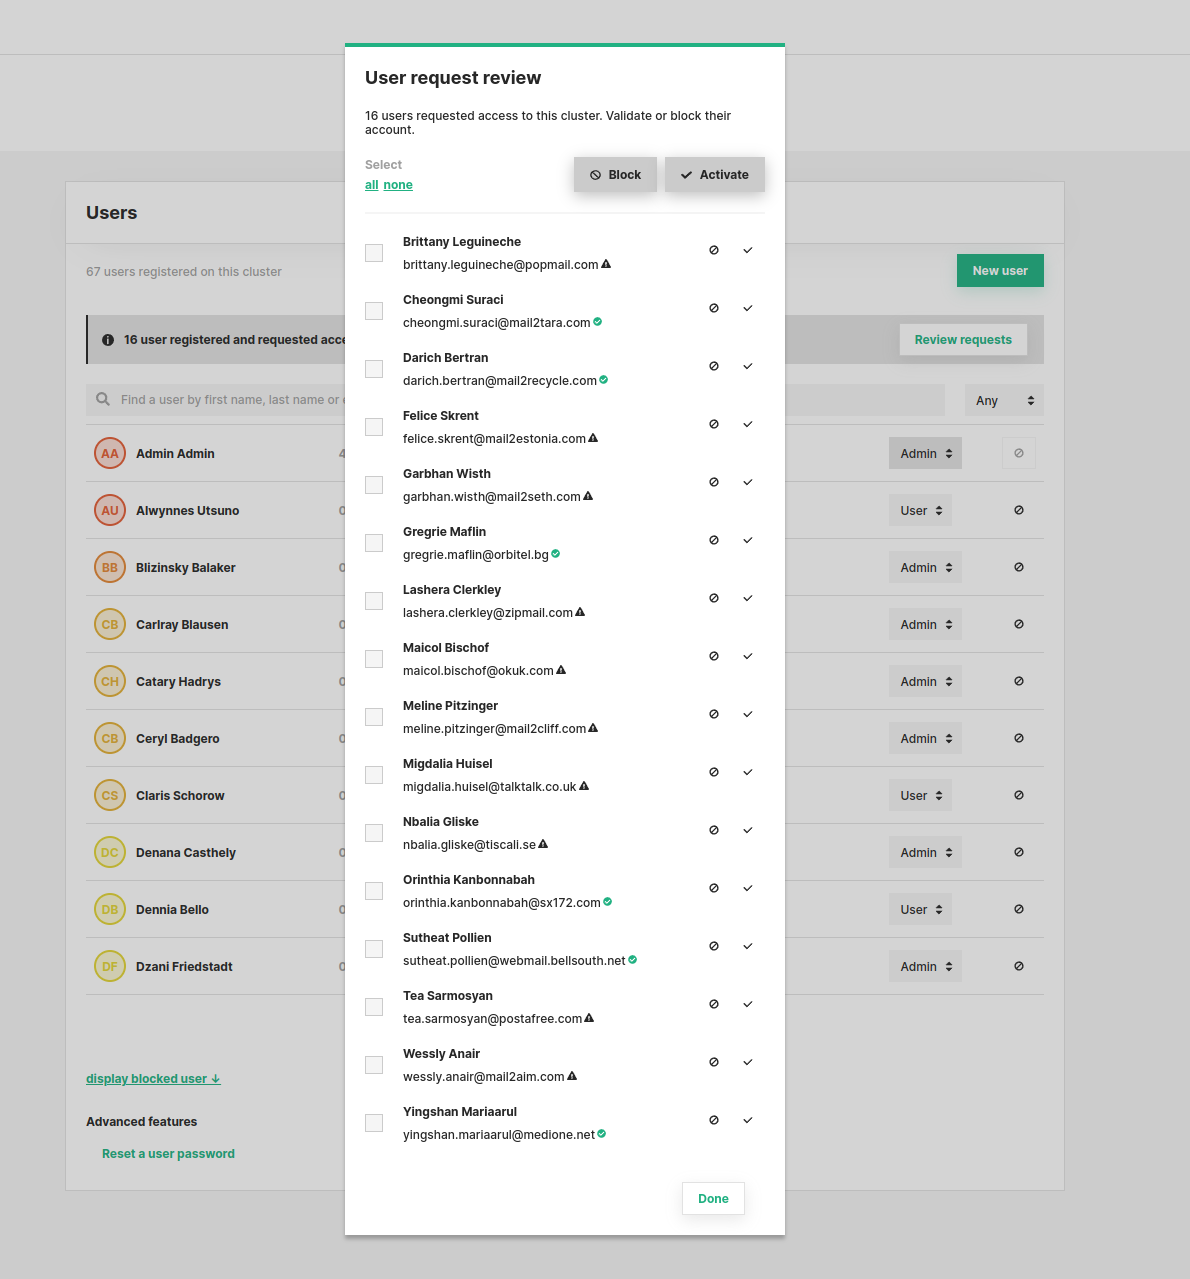 User request review
16 users requested access to this cluster. Validate or block their
account.
Select
all none
Block
Activate
Brittany Leguineche
brittany.leguineche@popmail.com
Cheongmi Suraci
cheongmi.suraci@mail2tara.com
Darich Bertran
darich.bertran@mail2recycle.com
Felice Skrent
felice.skrent@mail2estonia.com
Garbhan Wisth
garbhan.wisth@mail2seth.com
Gregrie Maflin
gregrie.maflin@orbitel.bg
Lashera Clerkley
lashera.clerkley@zipmail.com
Maicol Bischof
maicol.bischof@okuk.com
Meline Pitzinger
meline.pitzinger@mail2cliff.com
Migdalia Huisel
migdalia.huisel@talktalk.co.uk
Nbalia Gliske
nbalia.gliske@tiscali.se
Orinthia Kanbonnabah
orinthia.kanbonnabah@sx172.com
Sutheat Pollien
sutheat.pollien@webmail.bellsouth.net
Tea Sarmosyan
tea.sarmosyan@postafree.com
Wessly Anair
wessly.anair@mail2aim.com
Yingshan Mariaarul
yingshan.mariaarul@medione.net
Done
Users
67 users registered on this cluster
New user
16 user registered and requested
Review requests
Find a user by first name, last name or
Any
AA Admin Admin 4 Admin
AU Alwynnes Utsuno 0 User
BB Blizinsky Balaker 0 Admin
CB Carlray Blausen 0 Admin
CH Catary Hadrys 0 Admin
CB Ceryl Badgero 0 Admin
CS Claris Schorow 0 User
DC Denana Casthely 0 Admin
DB Dennia Bello 0 User
DF Dzani Friedstadt 0 Admin
display blocked user ↓
Advanced features
Reset a user password